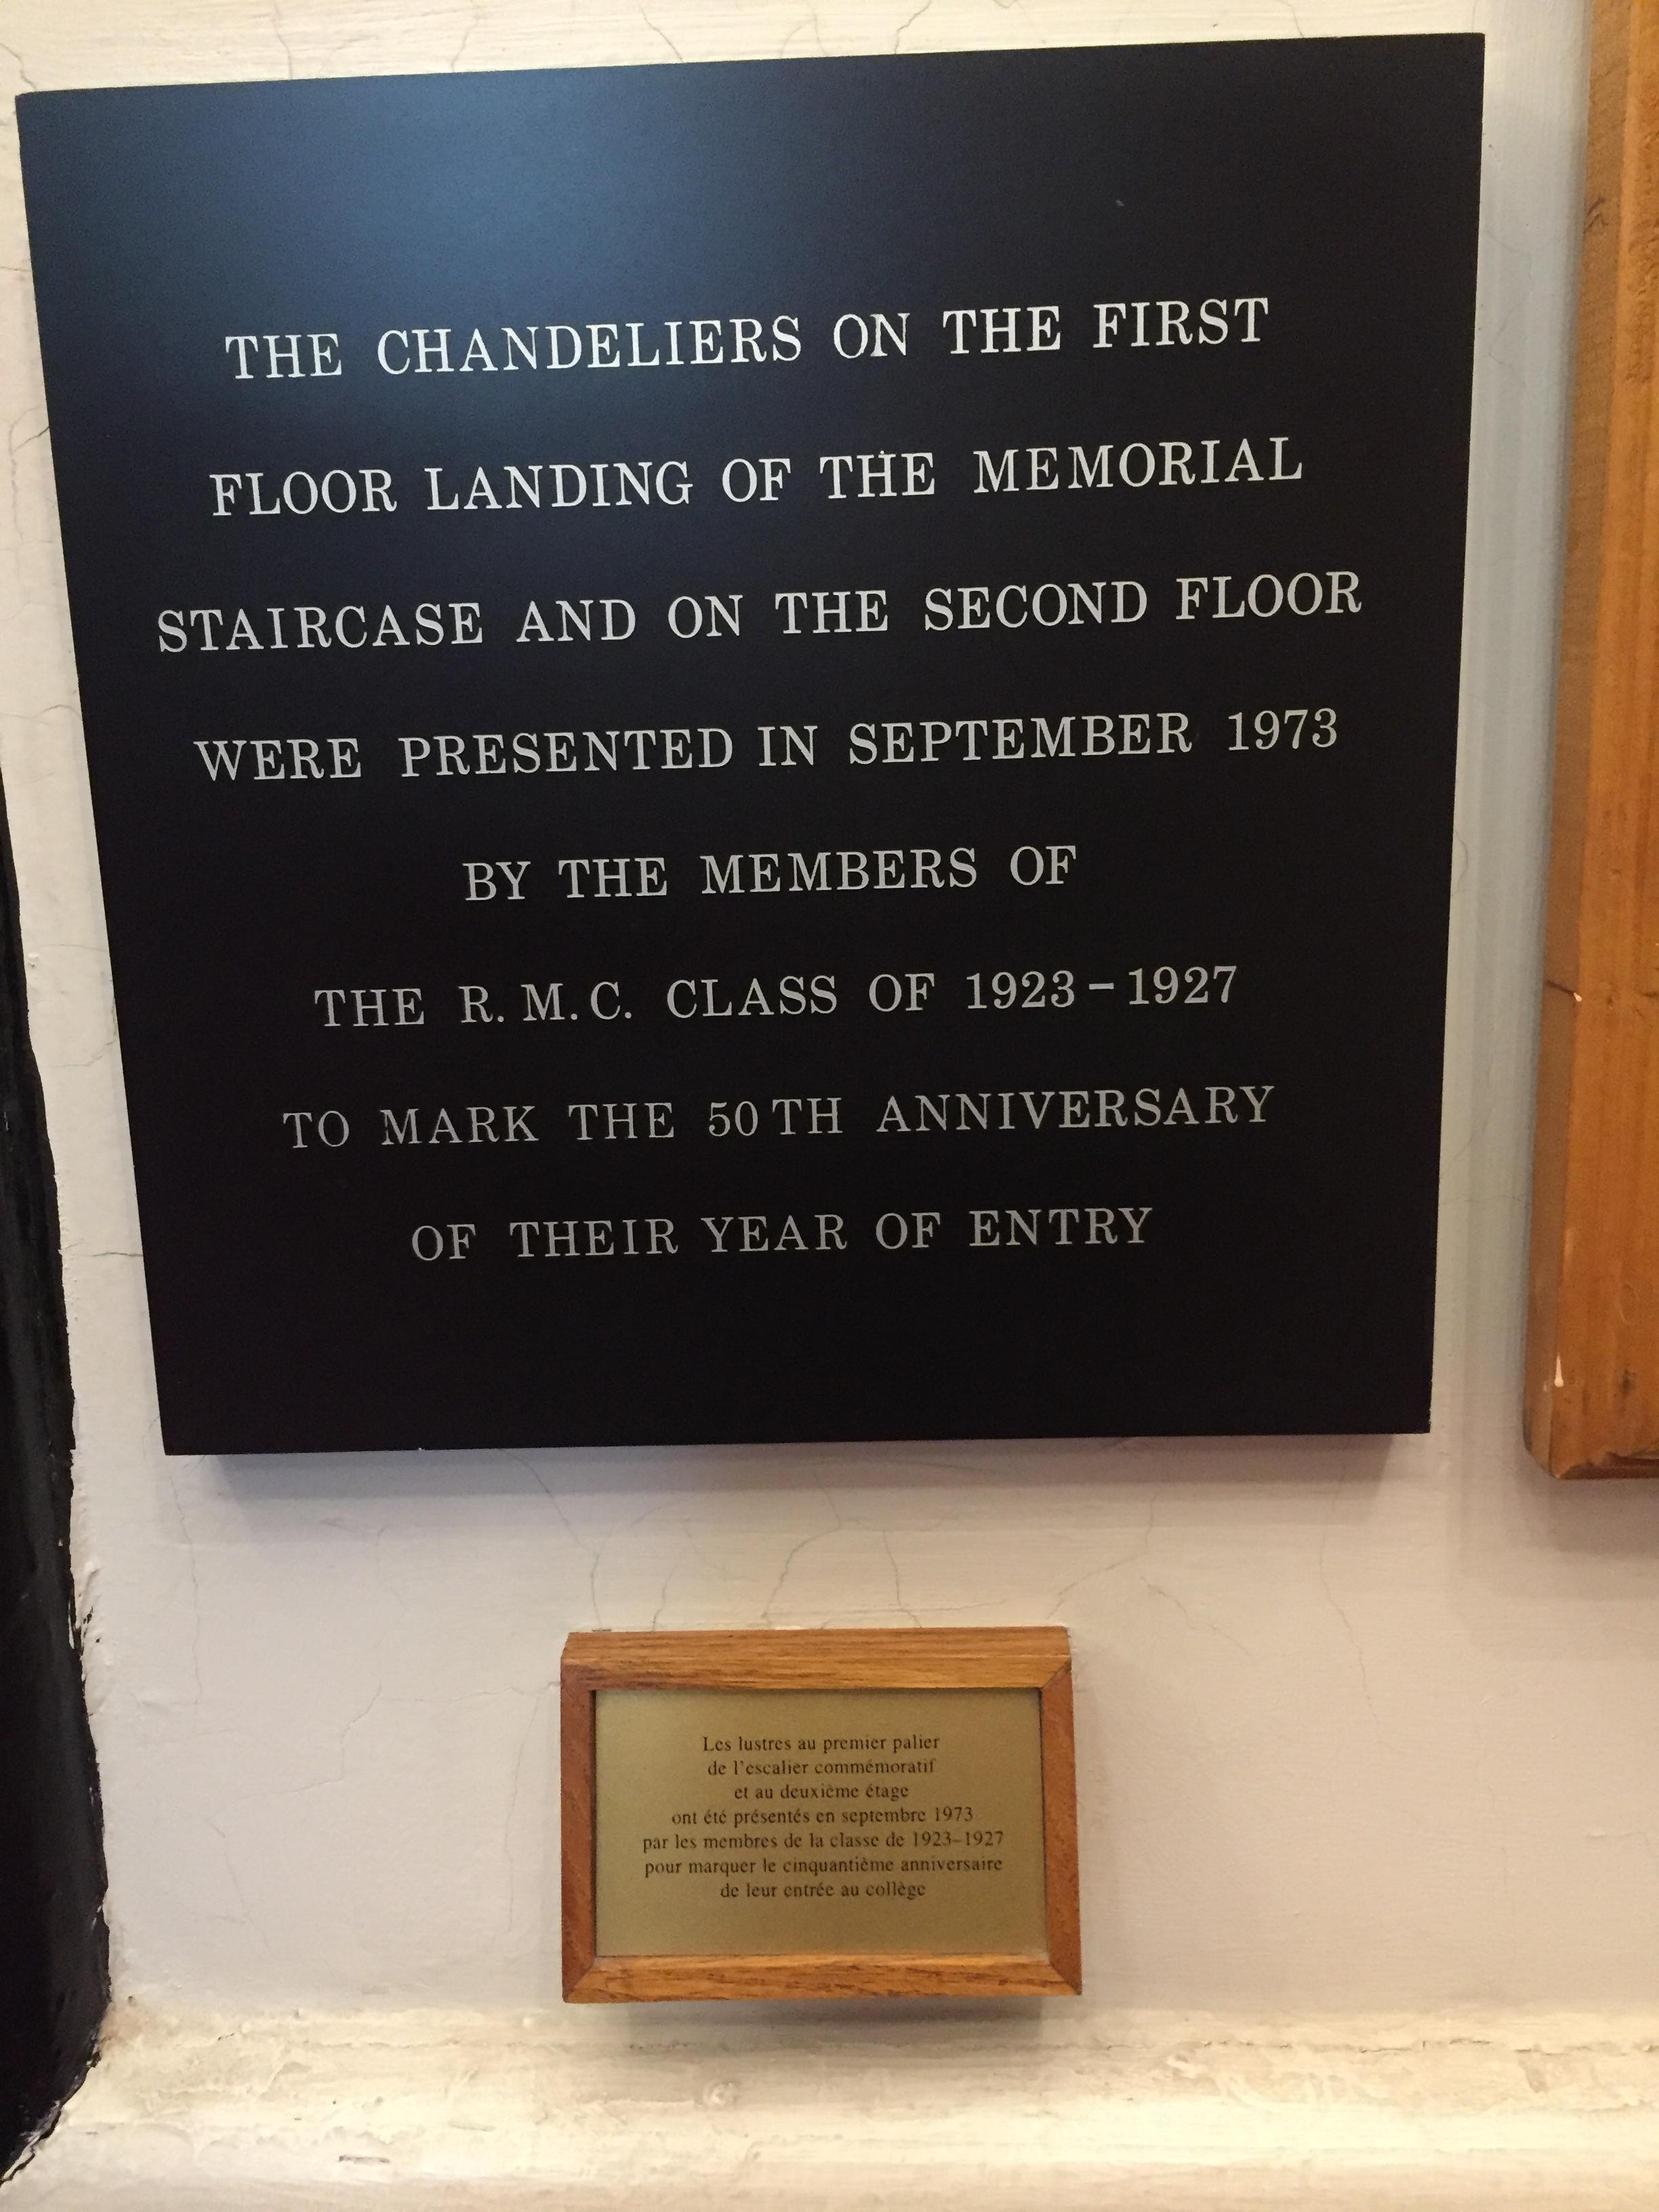 THE CHANDELIERS ON THE FIRST
FLOOR LANDING OF THE MEMORIAL
STAIRCASE AND ON THE SECOND FLOOR
WERE PRESENTED IN SEPTEMBER 1973
BY THE MEMBERS OF
THE R.M.C. CLASS OF 1923-1927
TO MARK THE 50TH ANNIVERSARY
OF THEIR YEAR OF ENTRY
Les lustres au premier palier
de l'escalier commémoratif
et au deuxième étage
ont été présentés en septembre 1973
par les membres de la classe de 1923–1927
pour marquer le cinquantième anniversaire
de leur entrée au collège